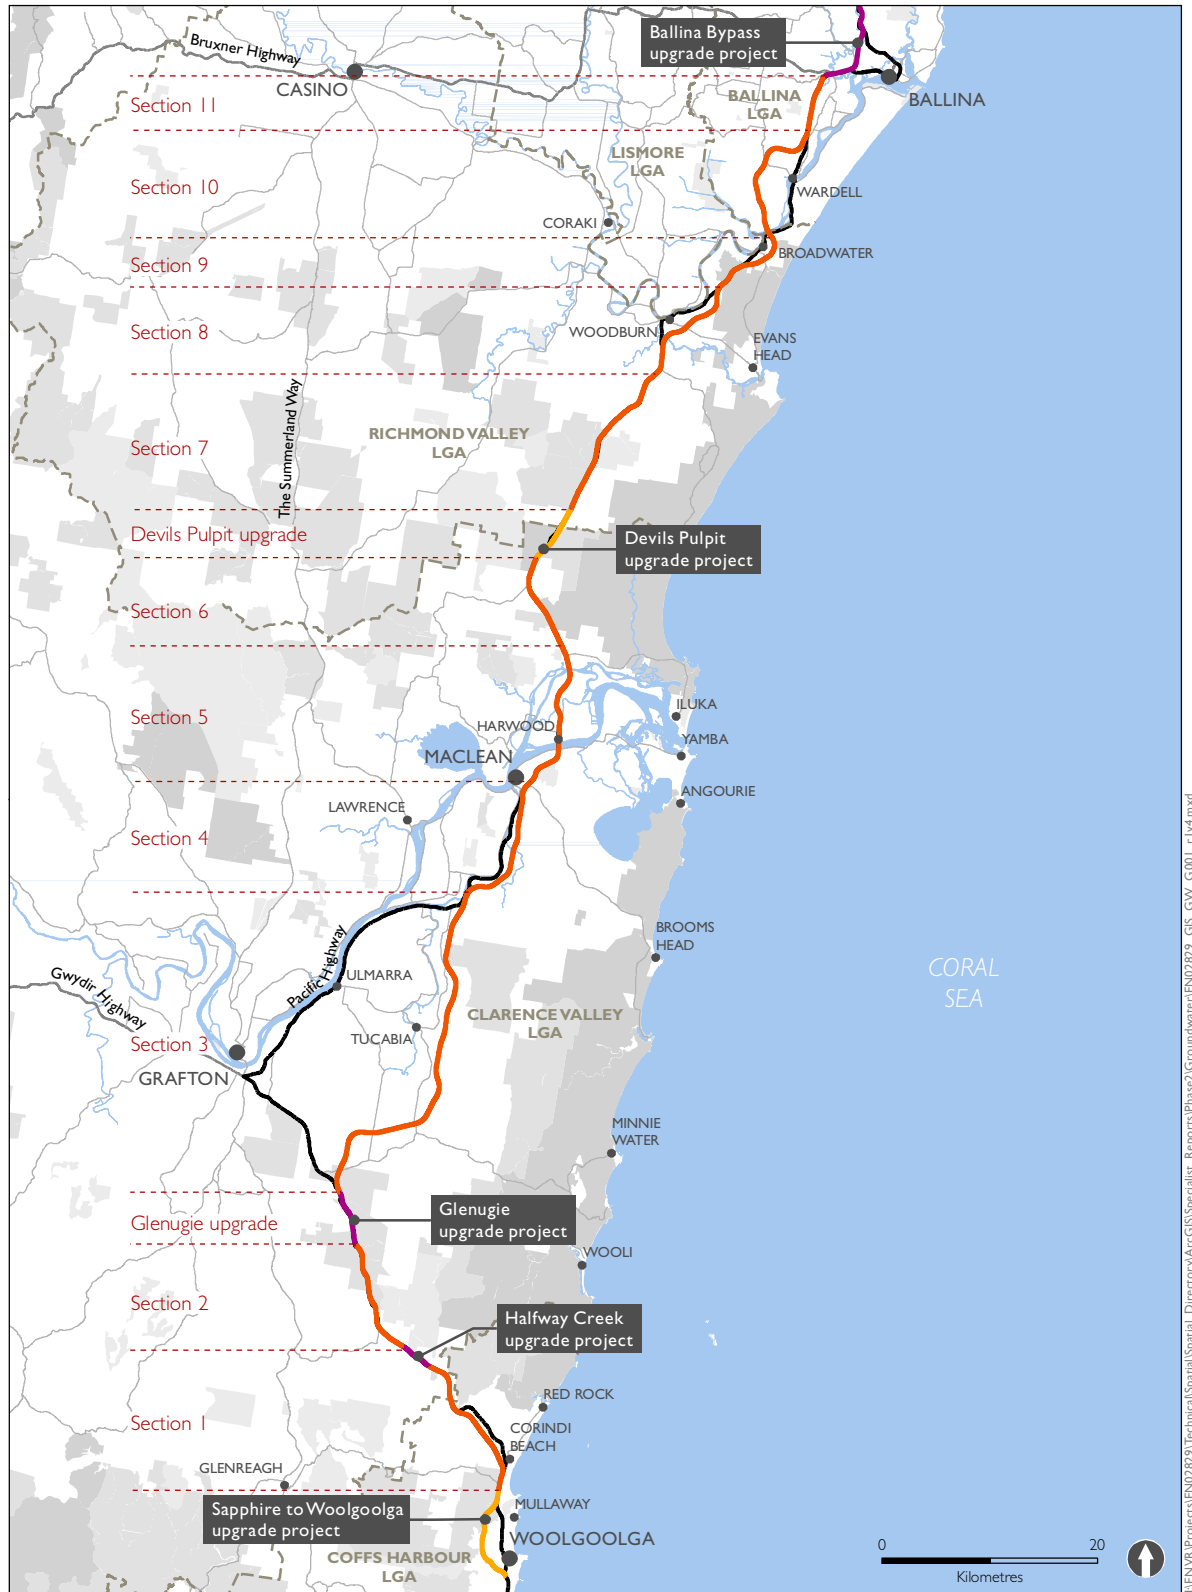 Ballina Bypass
upgrade project
Bruxner Highway
CASINO
BALLINA
LGA
BALLINA
Section 11
LISMORE
LGA
Section 10
WARDELL
CORAKI
BROADWATER
Section 9
Section 8
WOODBURN
EVANS
HEAD
The Summerland Way
RICHMOND VALLEY
LGA
Section 7
Devils Pulpit upgrade
Devils Pulpit
upgrade project
Section 6
Section 5
ILUKA
HARWOOD
YAMBA
MACLEAN
ANGOURIE
LAWRENCE
Section 4
BROOMS
HEAD
Pacific Highway
ULMARRA
CORAL
SEA
Gwydir Highway
CLARENCE VALLEY
LGA
TUCABIA
Section 3
GRAFTON
MINNIE
WATER
Glenugie upgrade
Glenugie
upgrade project
WOOLI
Section 2
Halfway Creek
upgrade project
RED ROCK
Section 1
CORINDI
BEACH
GLENREAGH
Sapphire to Woolgoolga
upgrade project
MULLAWAY
WOOLGOOLGA
COFFS HARBOUR
LGA
0 20
Kilometres